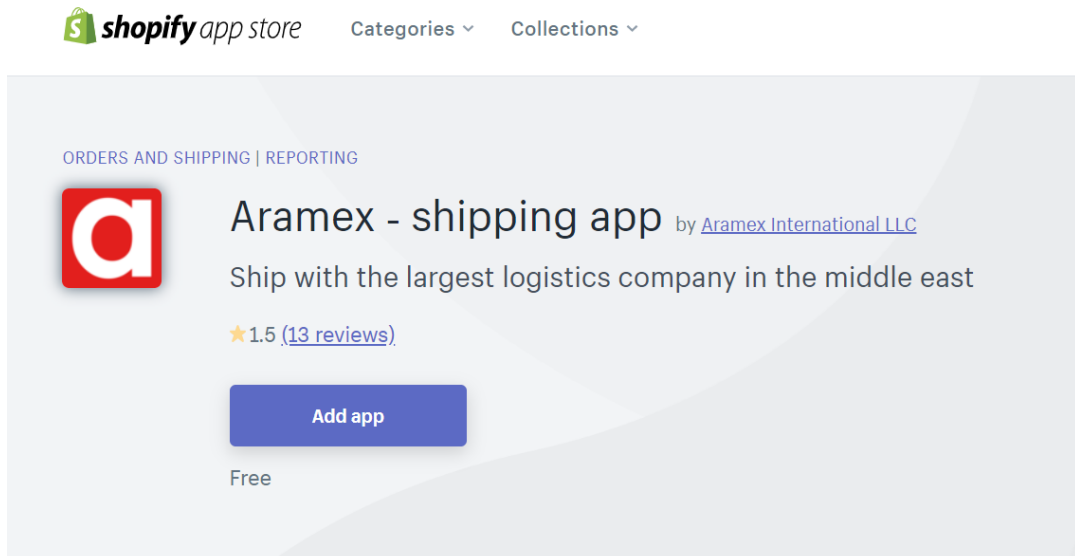 shopify app store Categories Collections
ORDERS AND SHIPPING | REPORTING
a
Aramex - shipping app by Aramex International LLC
Ship with the largest logistics company in the middle east
1.5 (13 reviews)
Add app
Free